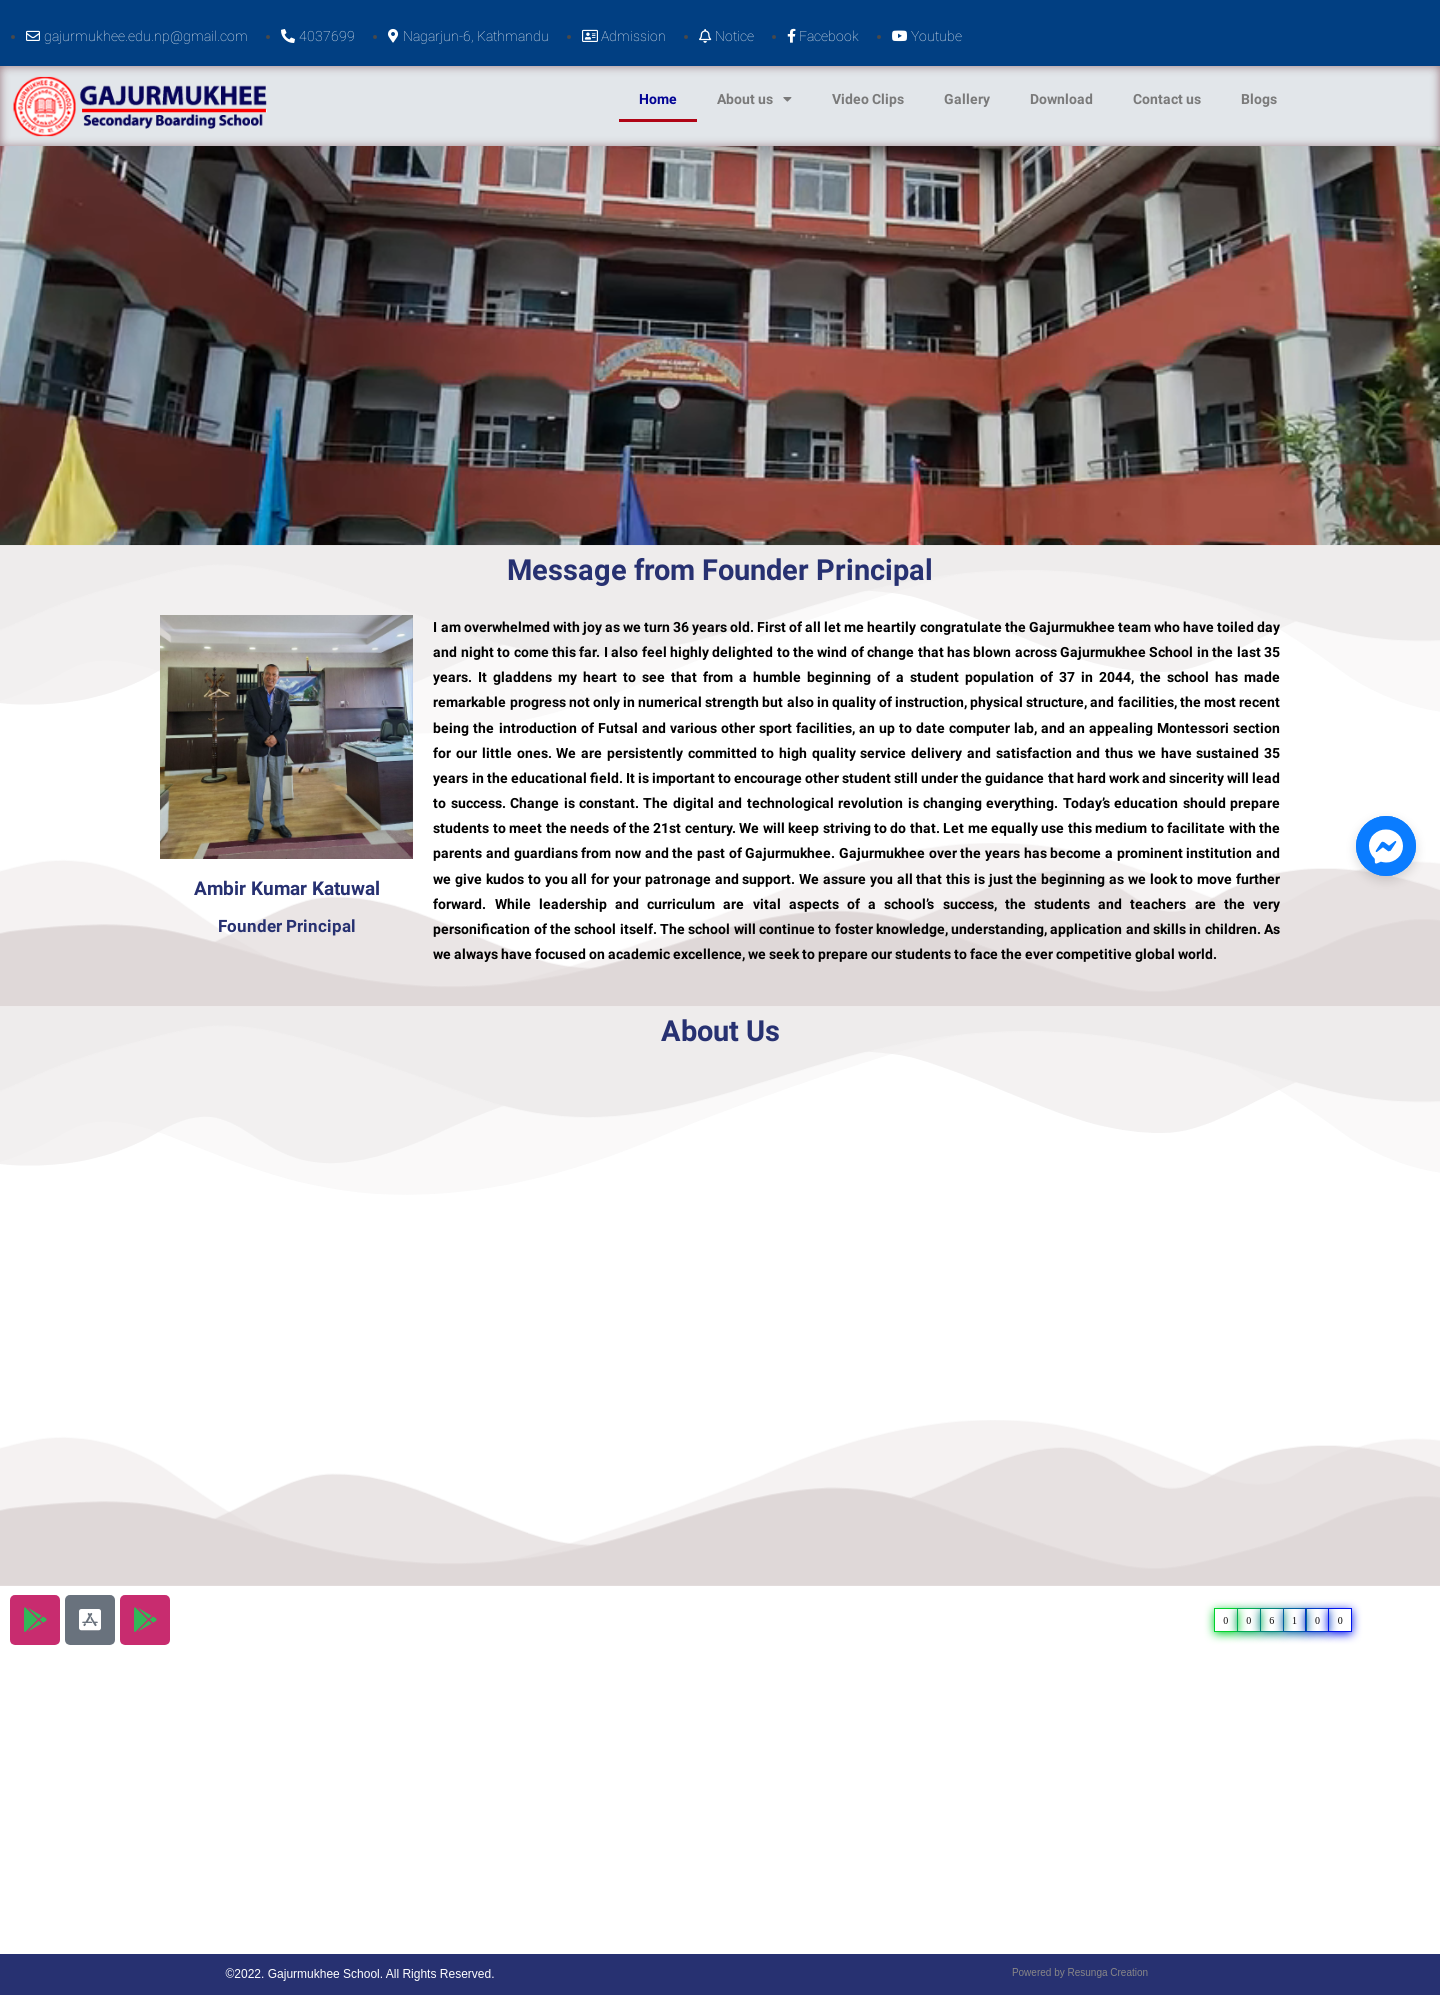 gajurmukhee.edu.np@gmail.com 4037699 Nagarjun-6, Kathmandu Admission Notice Facebook Youtube
GAJURMUKHEE
Secondary Boarding School
Home About us Video Clips Gallery Download Contact us Blogs
Message from Founder Principal
I am overwhelmed with joy as we turn 36 years old. First of all let me heartily congratulate the Gajurmukhee team who have toiled day
and night to come this far. I also feel highly delighted to the wind of change that has blown across Gajurmukhee School in the last 35
years. It gladdens my heart to see that from a humble beginning of a student population of 37 in 2044, the school has made
remarkable progress not only in numerical strength but also in quality of instruction, physical structure, and facilities, the most recent
being the introduction of Futsal and various other sport facilities, an up to date computer lab, and an appealing Montessori section
for our little ones. We are persistently committed to high quality service delivery and satisfaction and thus we have sustained 35
years in the educational field. It is important to encourage other student still under the guidance that hard work and sincerity will lead
to success. Change is constant. The digital and technological revolution is changing everything. Today’s education should prepare
students to meet the needs of the 21st century. We will keep striving to do that. Let me equally use this medium to facilitate with the
parents and guardians from now and the past of Gajurmukhee. Gajurmukhee over the years has become a prominent institution and
we give kudos to you all for your patronage and support. We assure you all that this is just the beginning as we look to move further
forward. While leadership and curriculum are vital aspects of a school’s success, the students and teachers are the very
personification of the school itself. The school will continue to foster knowledge, understanding, application and skills in children. As
we always have focused on academic excellence, we seek to prepare our students to face the ever competitive global world.
Ambir Kumar Katuwal
Founder Principal
About Us
0 0 6 1 0 0
©2022. Gajurmukhee School. All Rights Reserved.
Powered by Resunga Creation